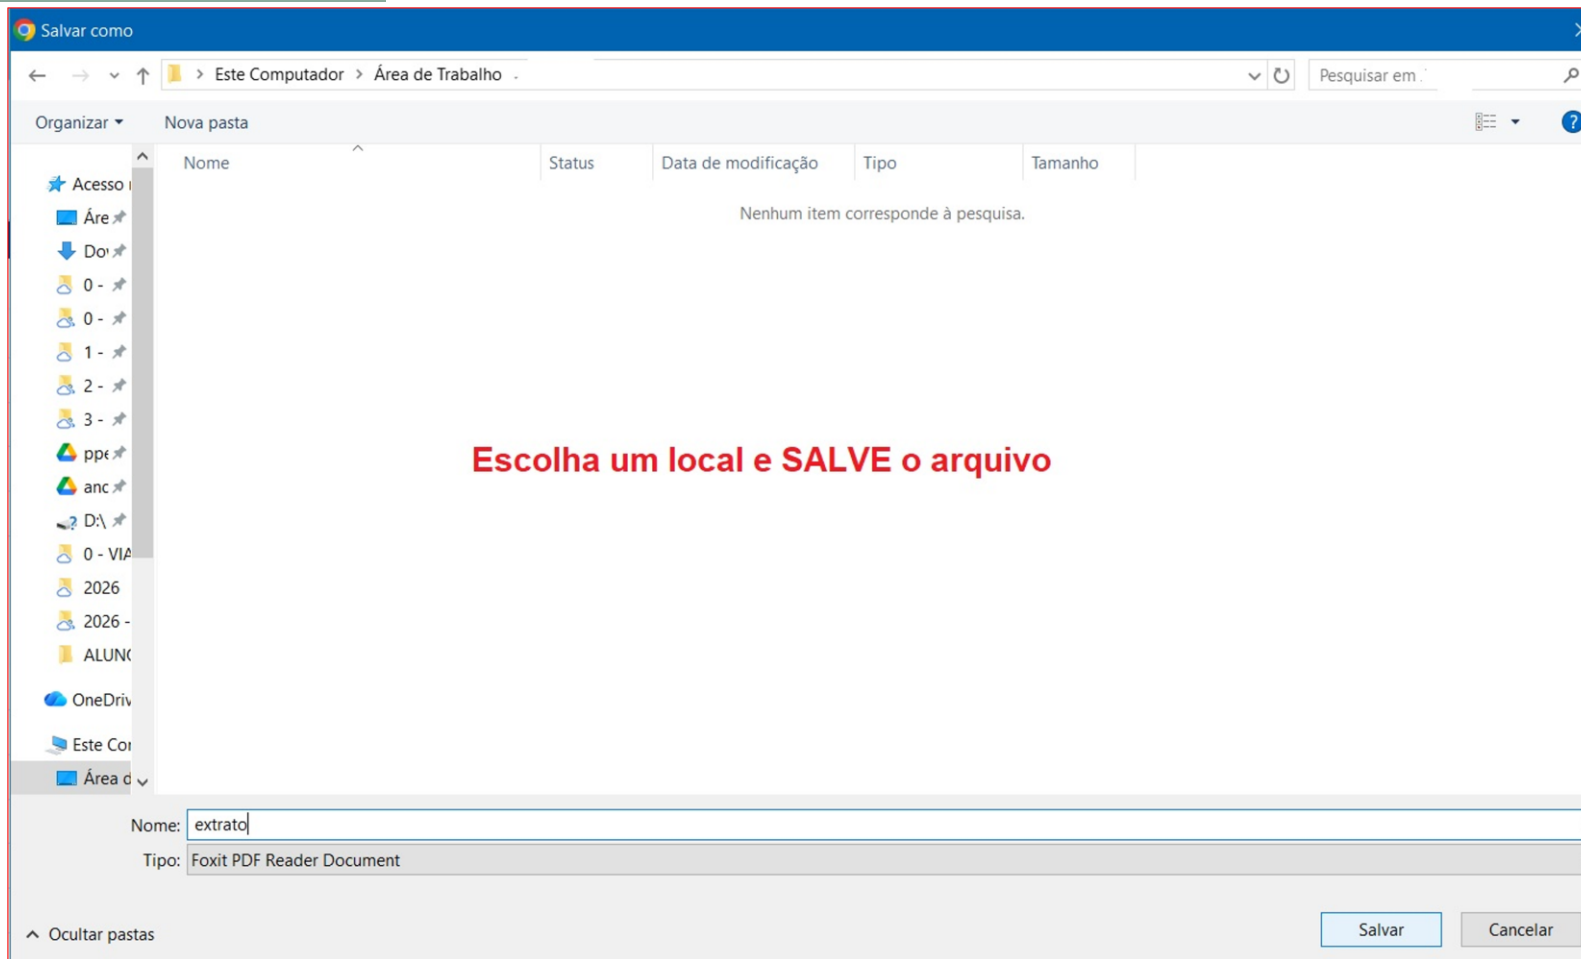 Salvar como
Este Computador > Área de Trabalho
Pesquisar em
Organizar
Nova pasta
Nome
Status
Data de modificação
Tipo
Tamanho
Nenhum item corresponde à pesquisa.
Acesso
Áre
Do
0 -
0 -
1 -
2 -
3 -
ppe
anc
D:\
0 - VIA
2026
2026 -
ALUN
OneDriv
Este Co
Área d
Escolha um local e SALVE o arquivo
Nome: extrato
Tipo: Foxit PDF Reader Document
Ocultar pastas
Salvar
Cancelar